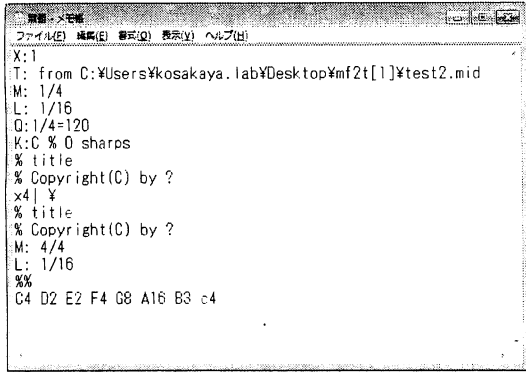 無題 - メモ帳
ファイル(F) 編集(E) 書式(O) 表示(V) ヘルプ(H)
X:1
T: from C:¥Users¥kosakaya.lab¥Desktop¥mf2t[1]¥test2.mid
M: 1/4
L: 1/16
Q:1/4=120
K:C % 0 sharps
% title
% Copyright(C) by ?
x4| ¥
% title
% Copyright(C) by ?
M: 4/4
L: 1/16
%%
C4 D2 E2 F4 G8 A16 B3 c4